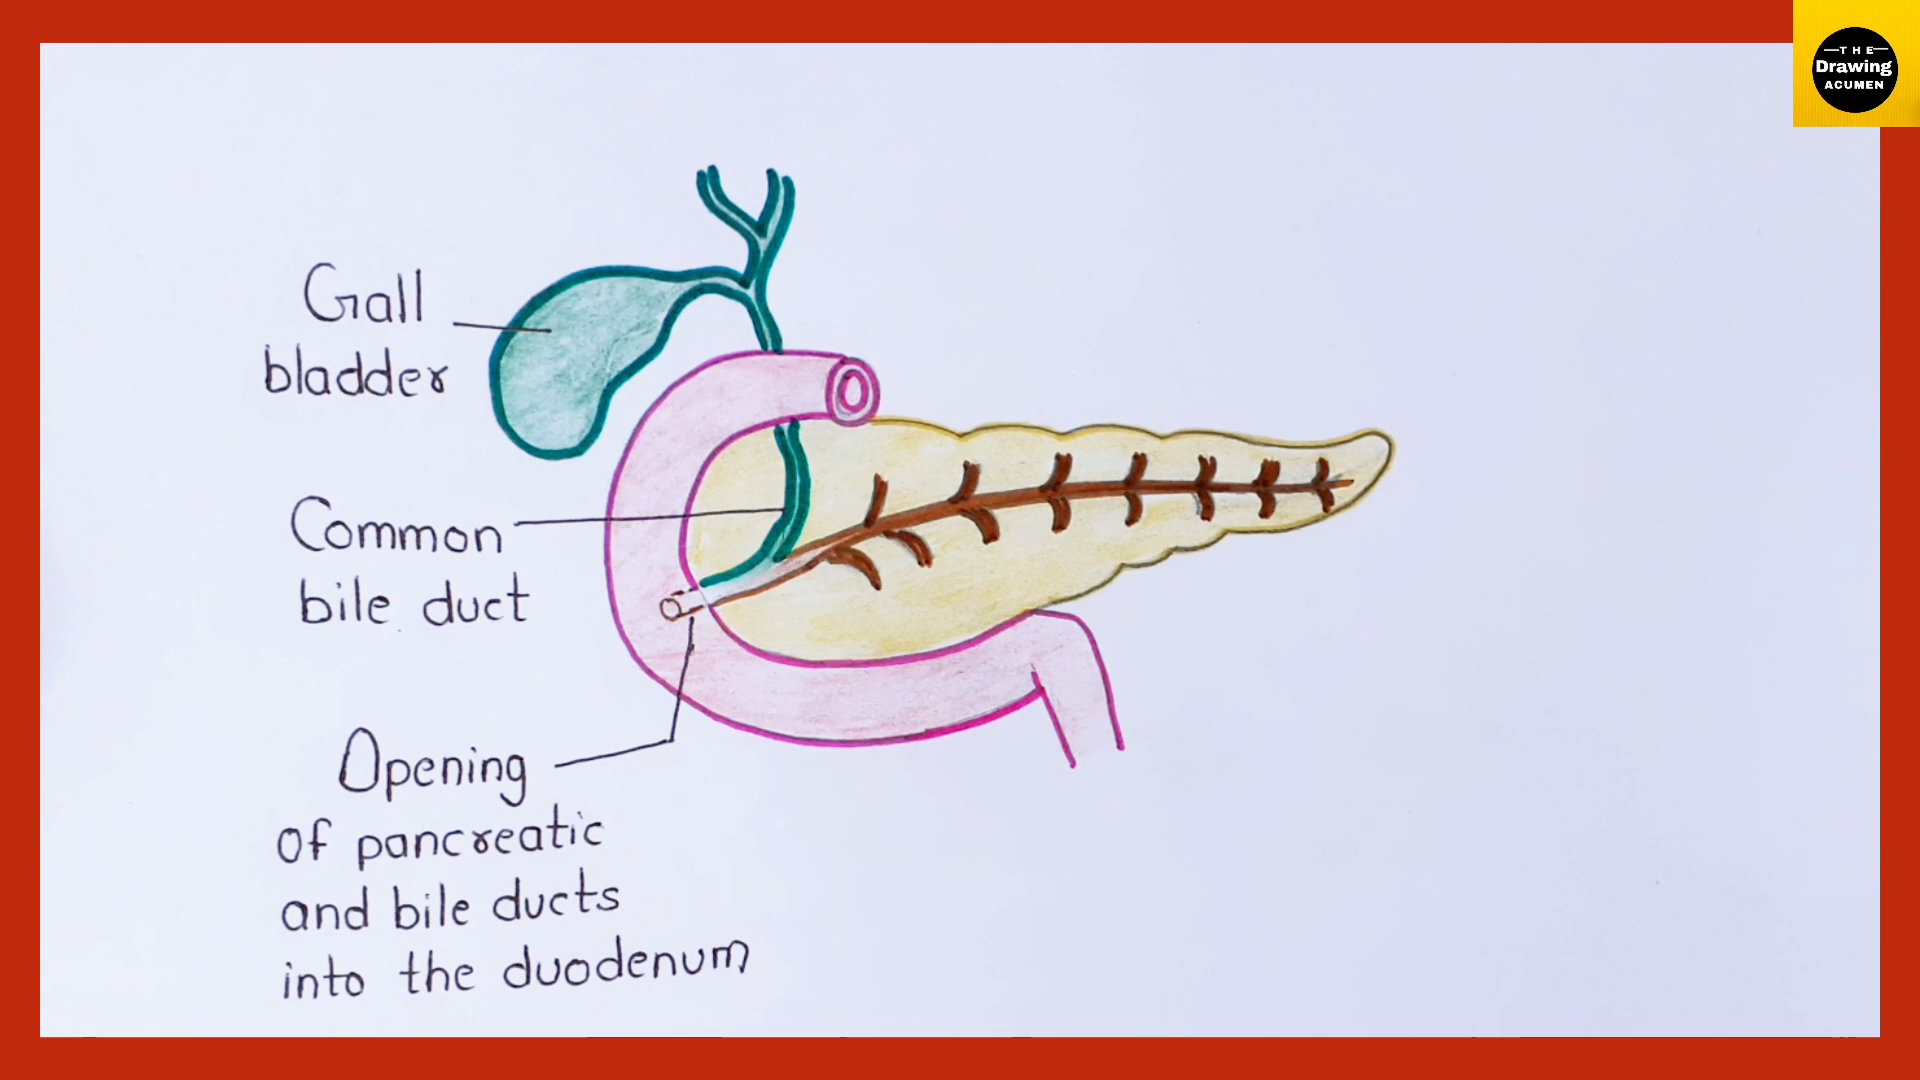 THE
Drawing
ACUMEN
Gall
bladder
Common
bile duct
Opening
of pancreatic
and bile ducts
into the duodenum